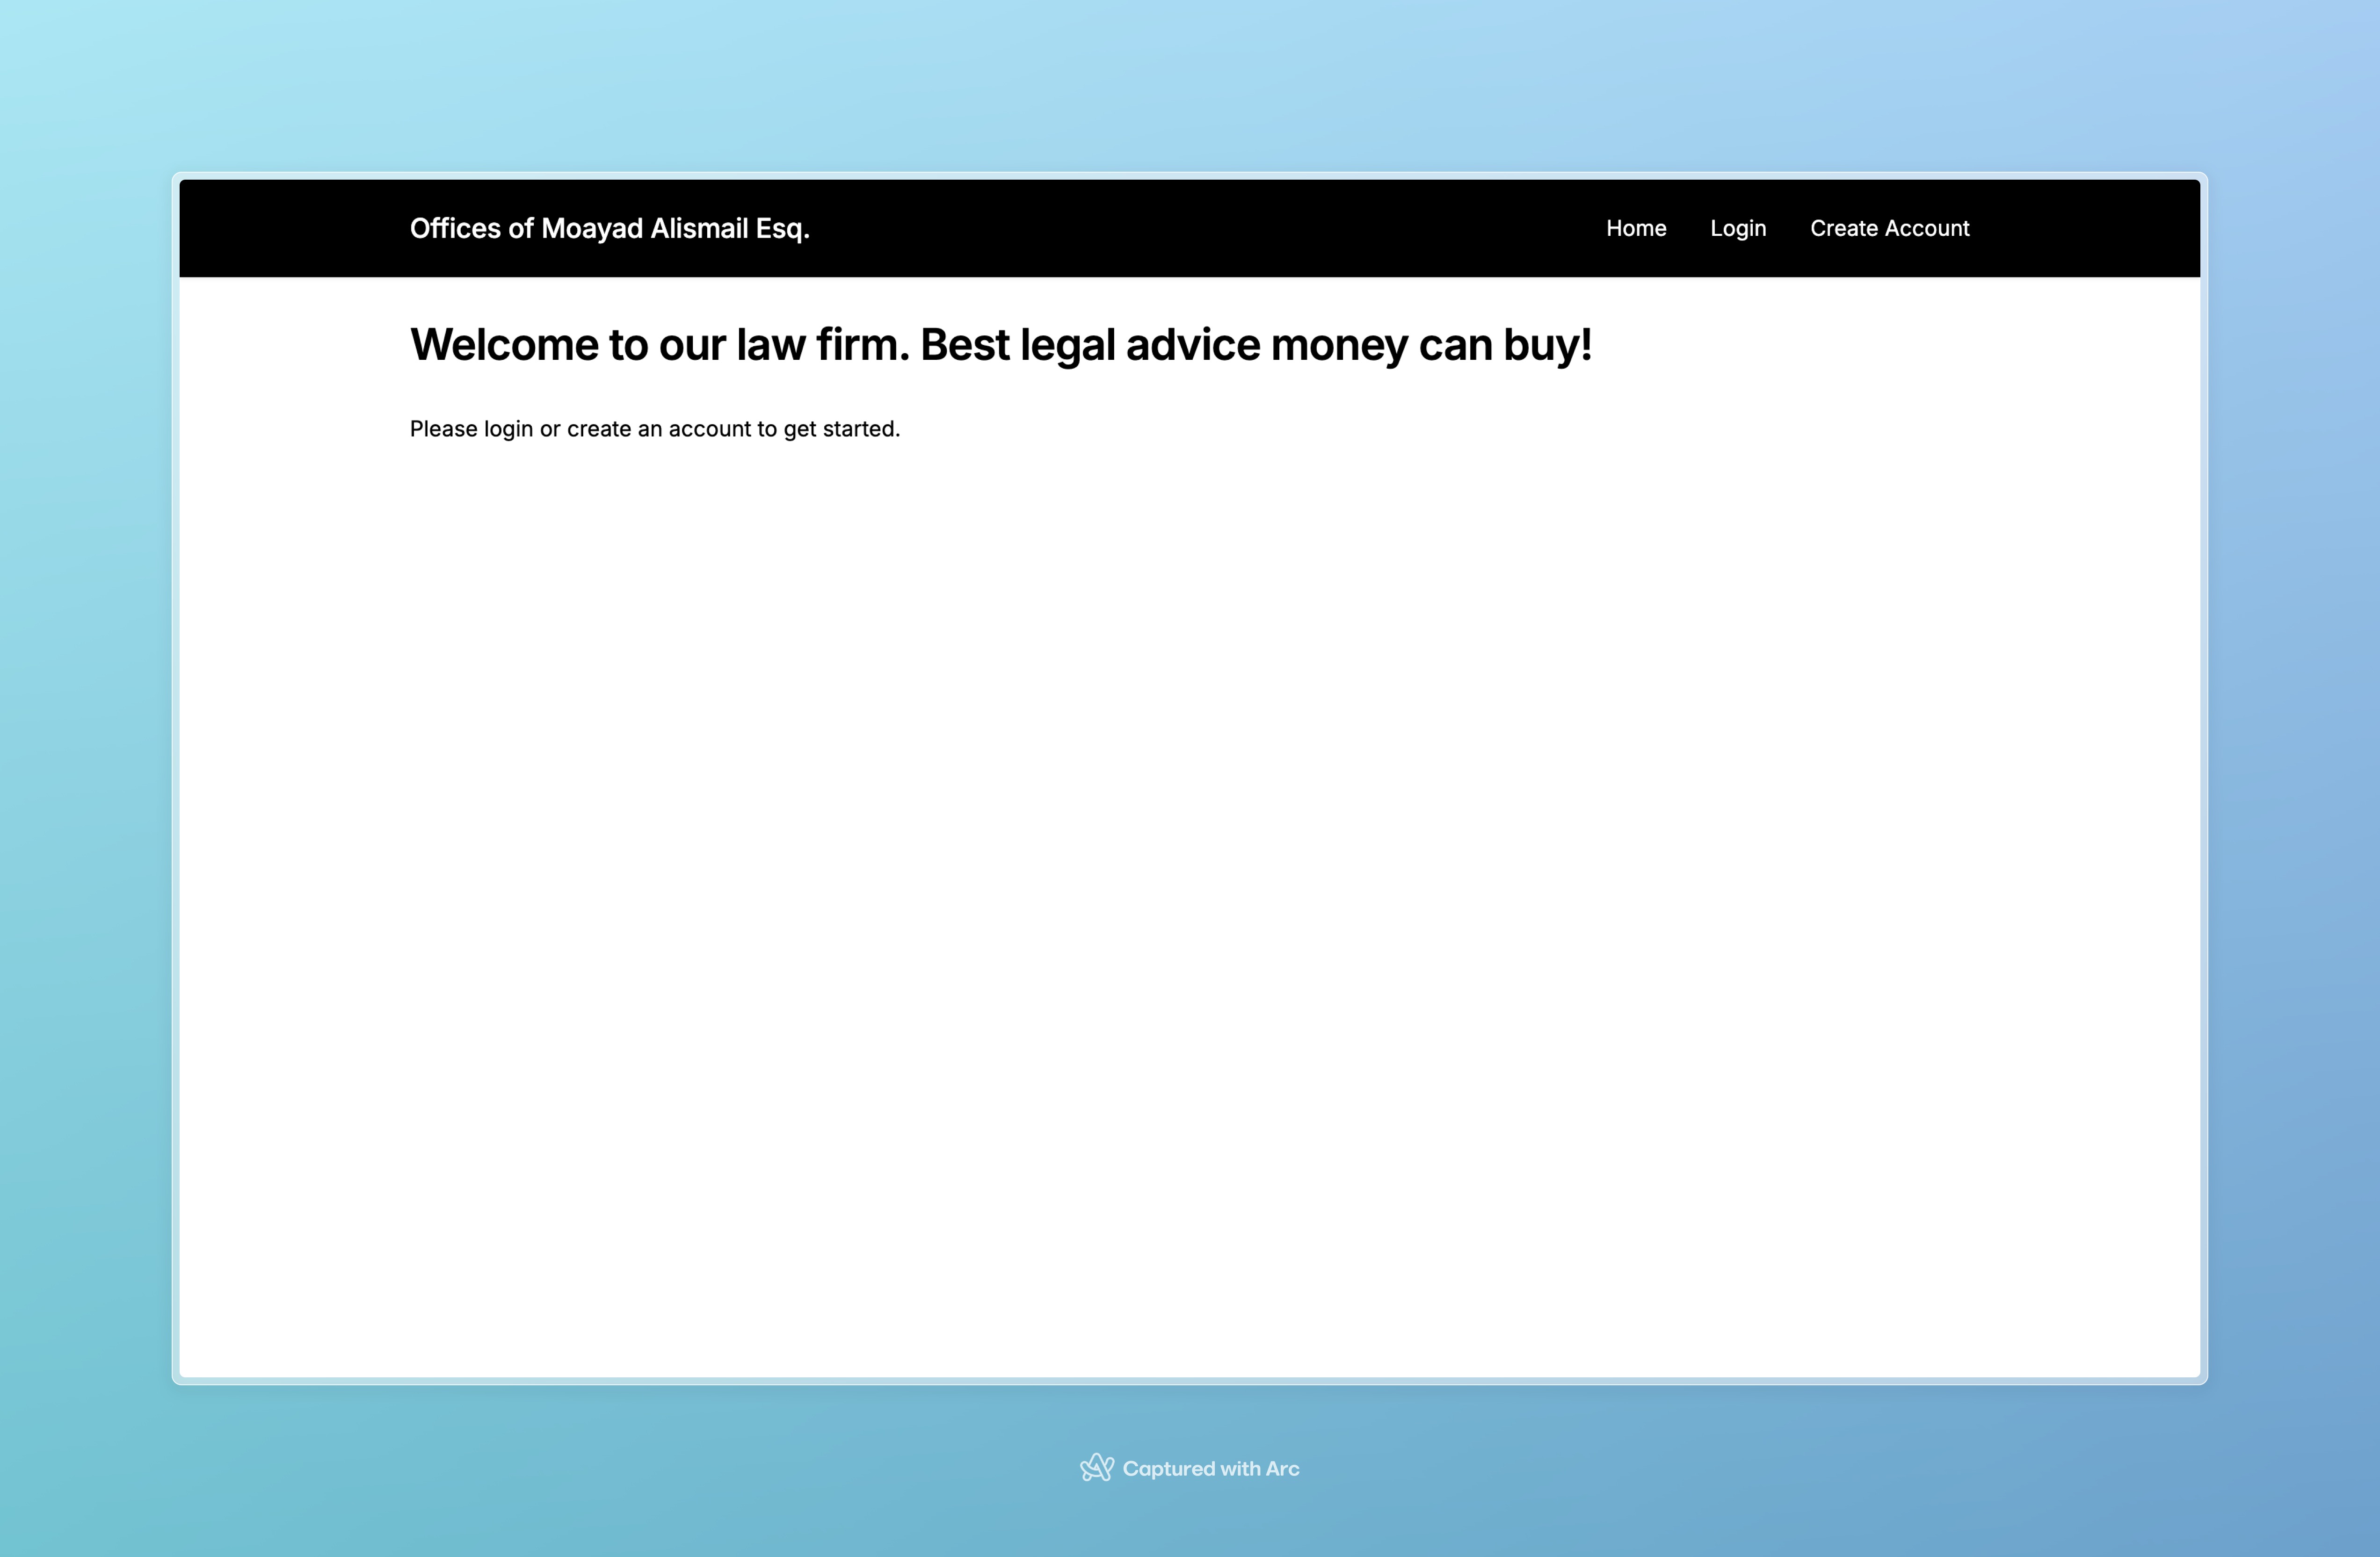 Offices of Moayad Alismail Esq.
Home Login Create Account
Welcome to our law firm. Best legal advice money can buy!
Please login or create an account to get started.
Captured with Arc